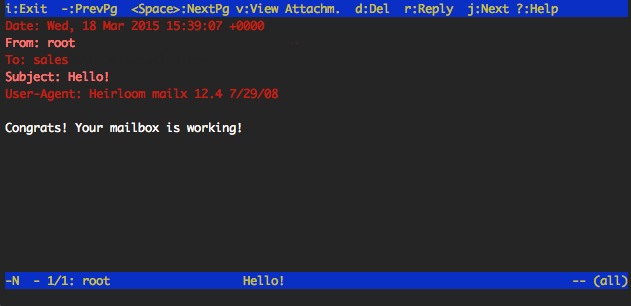 i:Exit  -:PrevPg  <Space>:NextPg v:View Attachm.  d:Del  r:Reply  j:Next ?:Help
Date: Wed, 18 Mar 2015 15:39:07 +0000
From: root
To: sales
Subject: Hello!
User-Agent: Heirloom mailx 12.4 7/29/08
Congrats! Your mailbox is working!
-N  - 1/1: root                   Hello!                                        -- (all)